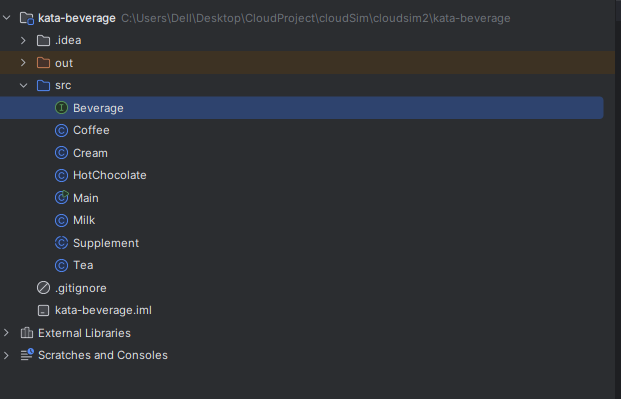 kata-beverage C:\Users\Dell\Desktop\CloudProject\cloudSim\cloudsim2\kata-beverage
.idea
out
src
Beverage
Coffee
Cream
HotChocolate
Main
Milk
Supplement
Tea
.gitignore
kata-beverage.iml
External Libraries
Scratches and Consoles